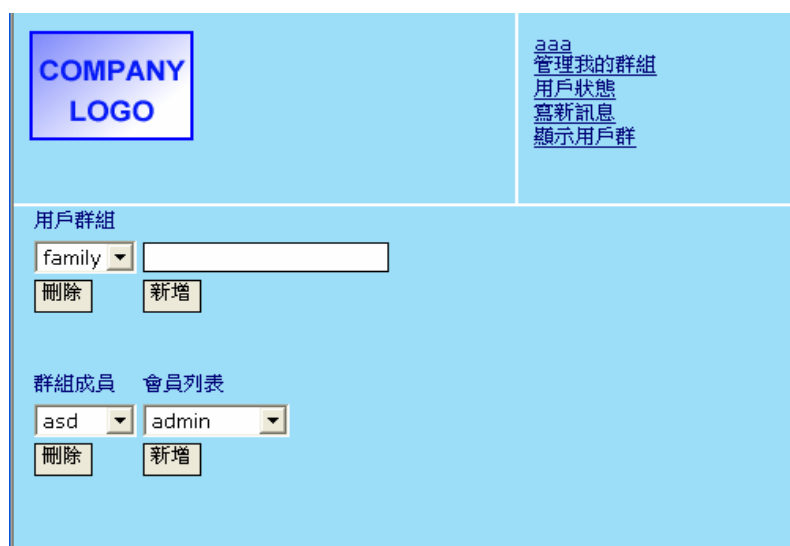 COMPANY
LOGO
aaa
管理我的群組
用戶狀態
寫新訊息
顯示用戶群
用戶群組
family
刪除 新增
群組成員 會員列表
asd admin
刪除 新增